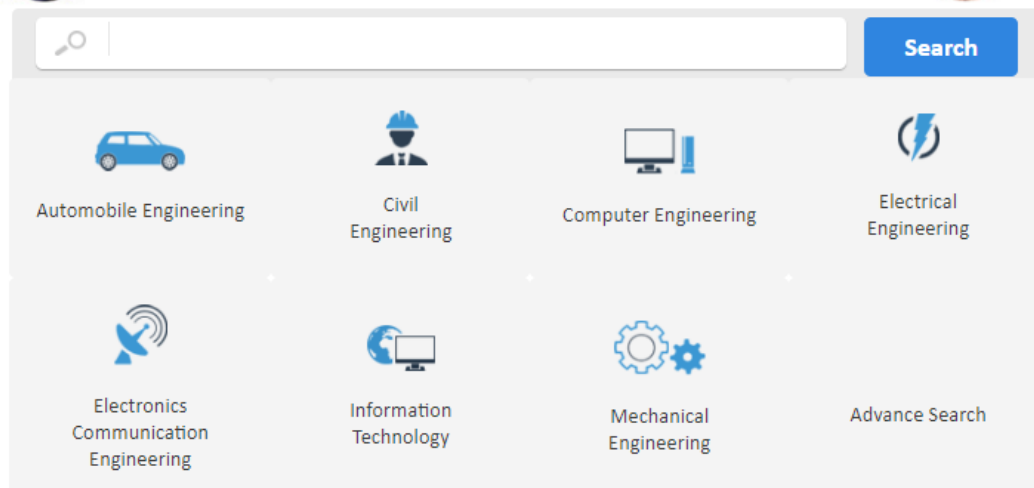 Search
Automobile Engineering
Civil
Engineering
Computer Engineering
Electrical
Engineering
Electronics
Communication
Engineering
Information
Technology
Mechanical
Engineering
Advance Search